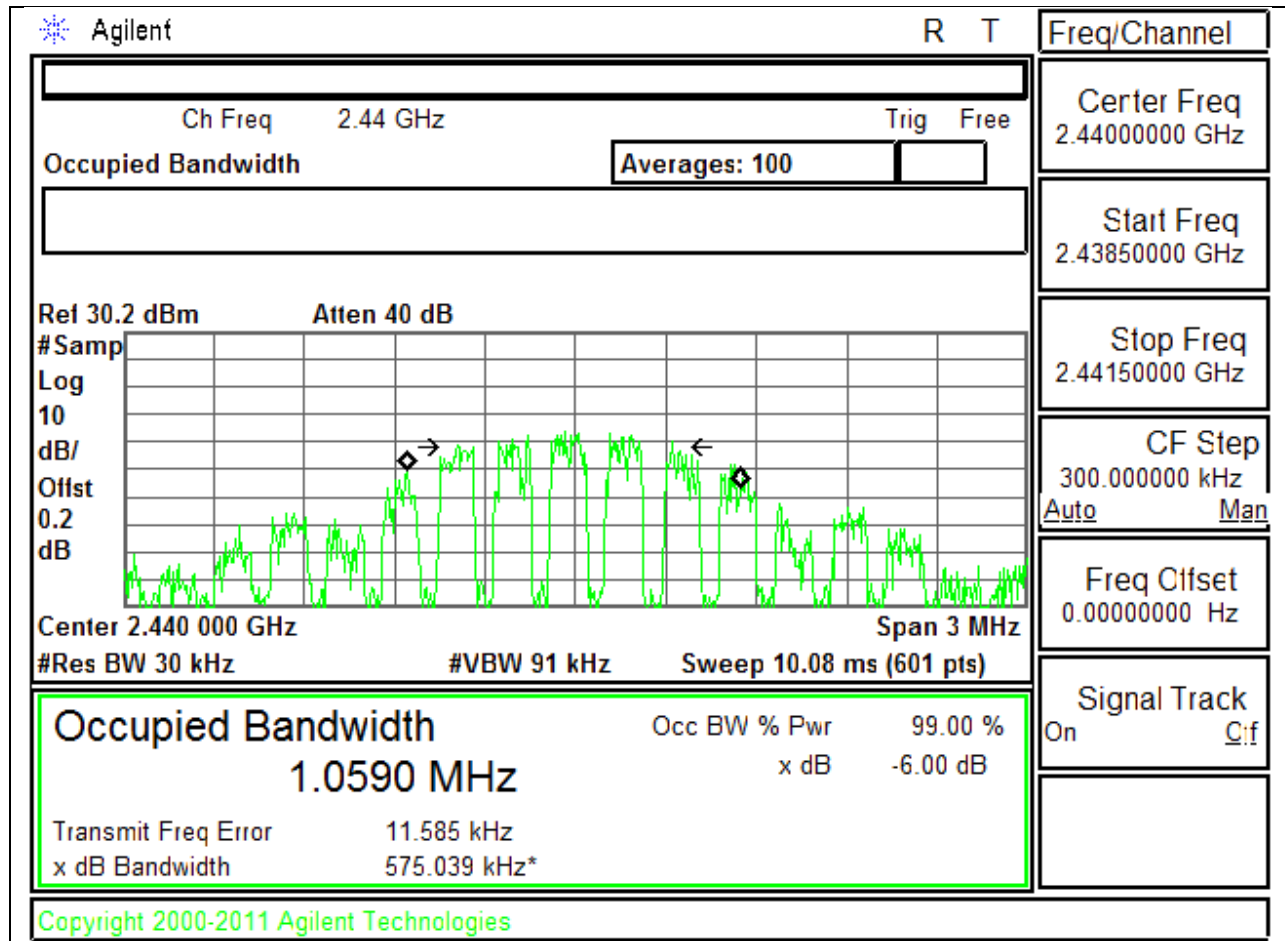 Agilent R T
Ch Freq 2.44 GHz Trig Free
Occupied Bandwidth Averages: 100
Ref 30.2 dBm Atten 40 dB
#Samp
Log
10
dB/
Offst
0.2
dB
Center 2.440 000 GHz Span 3 MHz
#Res BW 30 kHz #VBW 91 kHz Sweep 10.08 ms (601 pts)
Occupied Bandwidth
1.0590 MHz
Occ BW % Pwr 99.00 %
x dB -6.00 dB
Transmit Freq Error 11.585 kHz
x dB Bandwidth 575.039 kHz*
Copyright 2000-2011 Agilent Technologies
Freq/Channel
Center Freq
2.44000000 GHz
Start Freq
2.43850000 GHz
Stop Freq
2.44150000 GHz
CF Step
300.000000 kHz
Auto Man
Freq Offset
0.00000000 Hz
Signal Track
On Off